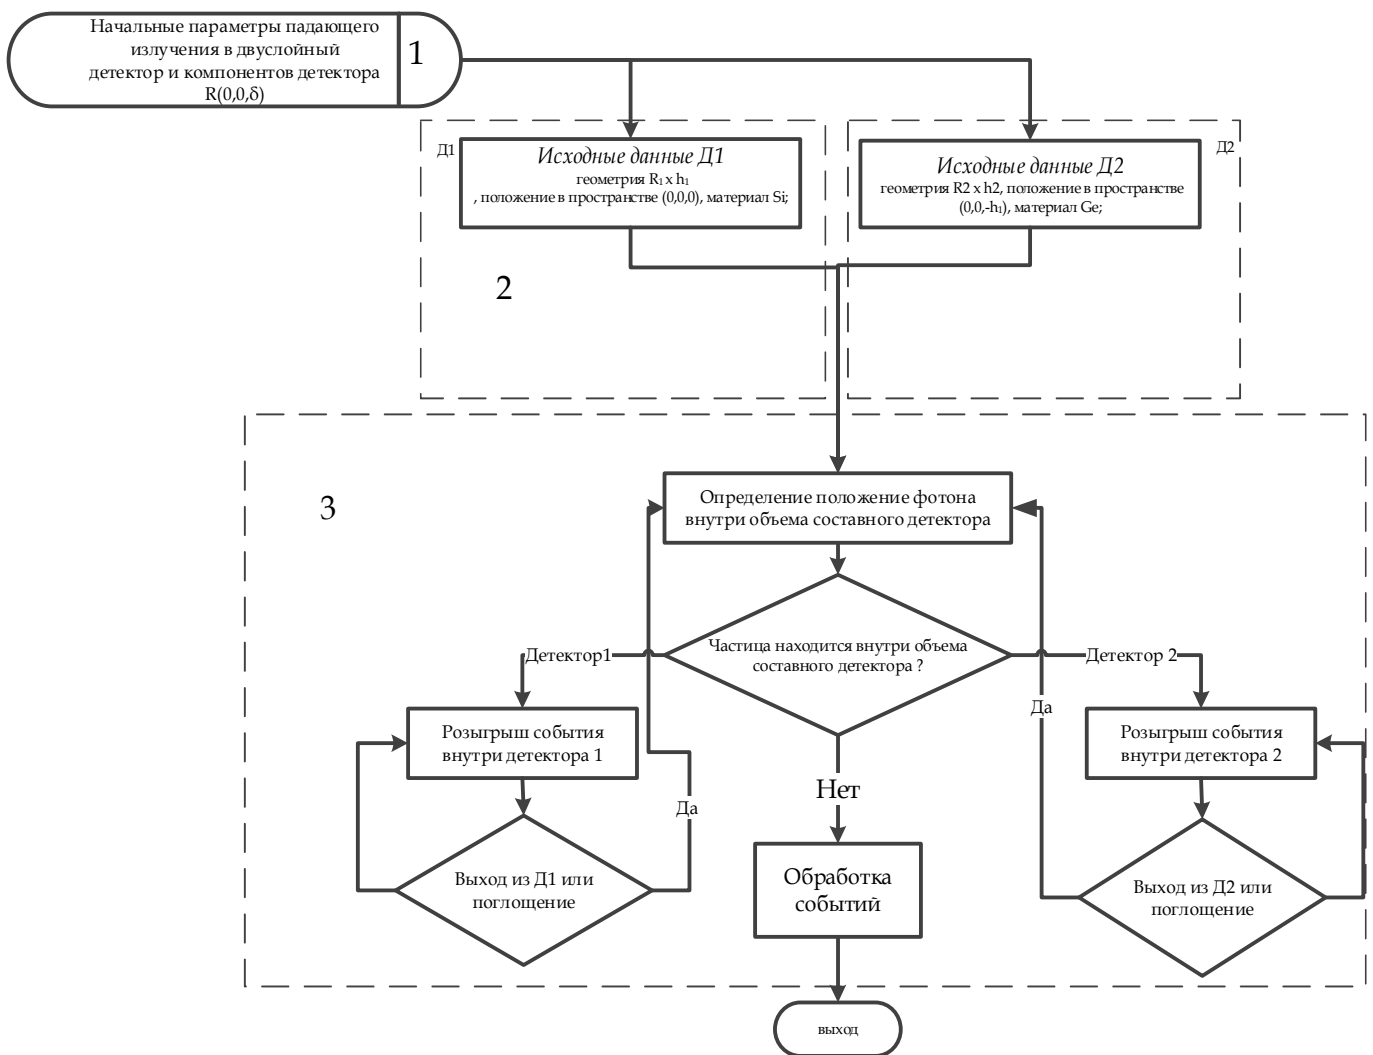 Начальные параметры падающего
излучения в двуслойный
детектор и компонентов детектора
R(0,0,δ)
1
Д1
Исходные данные Д1
геометрия R₁ x h₁
, положение в пространстве (0,0,0), материал Si;
Исходные данные Д2
геометрия R2 x h2, положение в пространстве
(0,0,-h₁), материал Ge;
Д2
2
3
Определение положение фотона
внутри объема составного детектора
Частица находится внутри объема
составного детектора ?
Детектор1
Детектор 2
Розыгрыш события
внутри детектора 1
Да
Розыгрыш события
внутри детектора 2
Нет
Да
Выход из Д1 или
поглощение
Обработка
событий
Выход из Д2 или
поглощение
выход